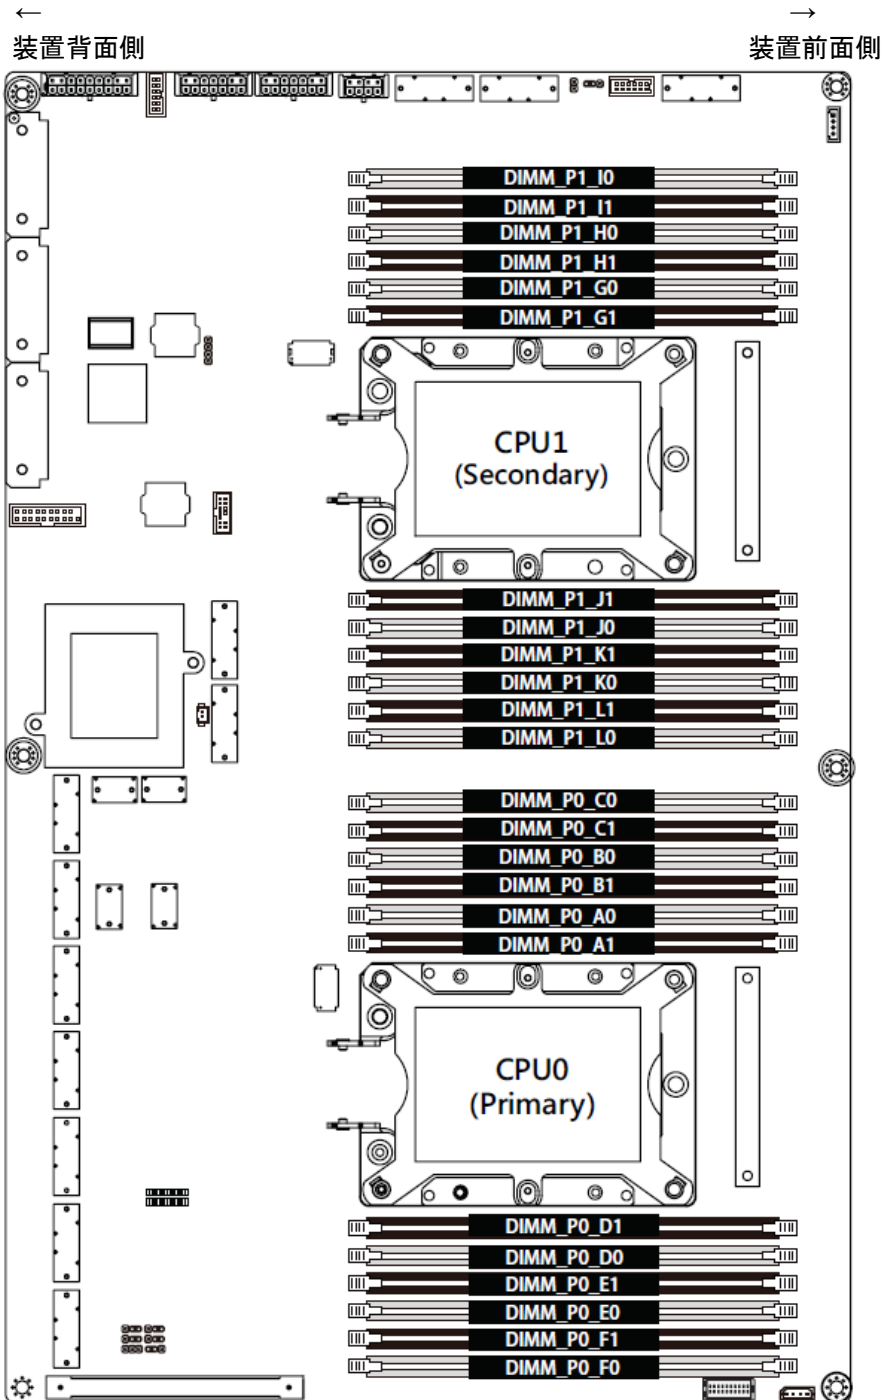 ← →
装置背面側 装置前面側
DIMM_P1_I0
DIMM_P1_I1
DIMM_P1_H0
DIMM_P1_H1
DIMM_P1_G0
DIMM_P1_G1
CPU1
(Secondary)
DIMM_P1_J1
DIMM_P1_J0
DIMM_P1_K1
DIMM_P1_K0
DIMM_P1_L1
DIMM_P1_L0
DIMM_P0_C0
DIMM_P0_C1
DIMM_P0_B0
DIMM_P0_B1
DIMM_P0_A0
DIMM_P0_A1
CPU0
(Primary)
DIMM_P0_D1
DIMM_P0_D0
DIMM_P0_E1
DIMM_P0_E0
DIMM_P0_F1
DIMM_P0_F0